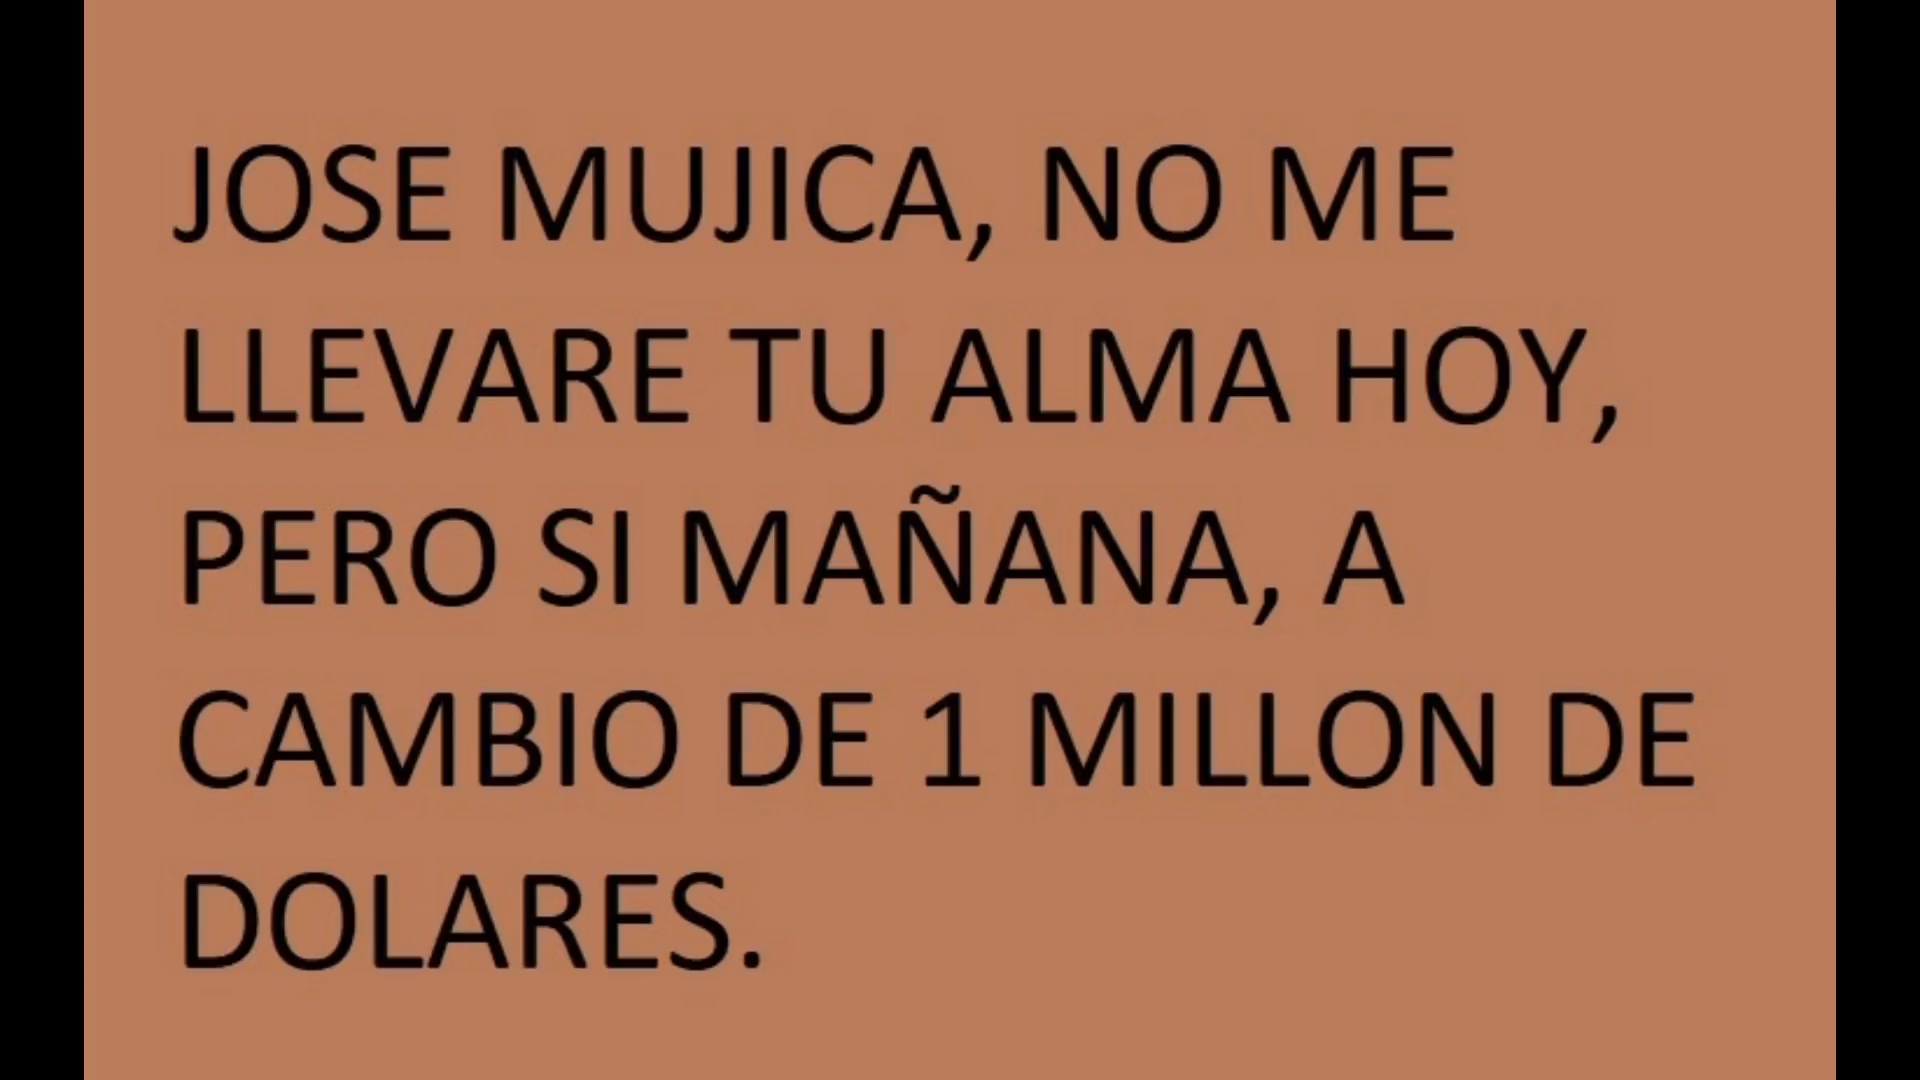 JOSE MUJICA, NO ME
LLEVARE TU ALMA HOY,
PERO SI MAÑANA, A
CAMBIO DE 1 MILLON DE
DOLARES.